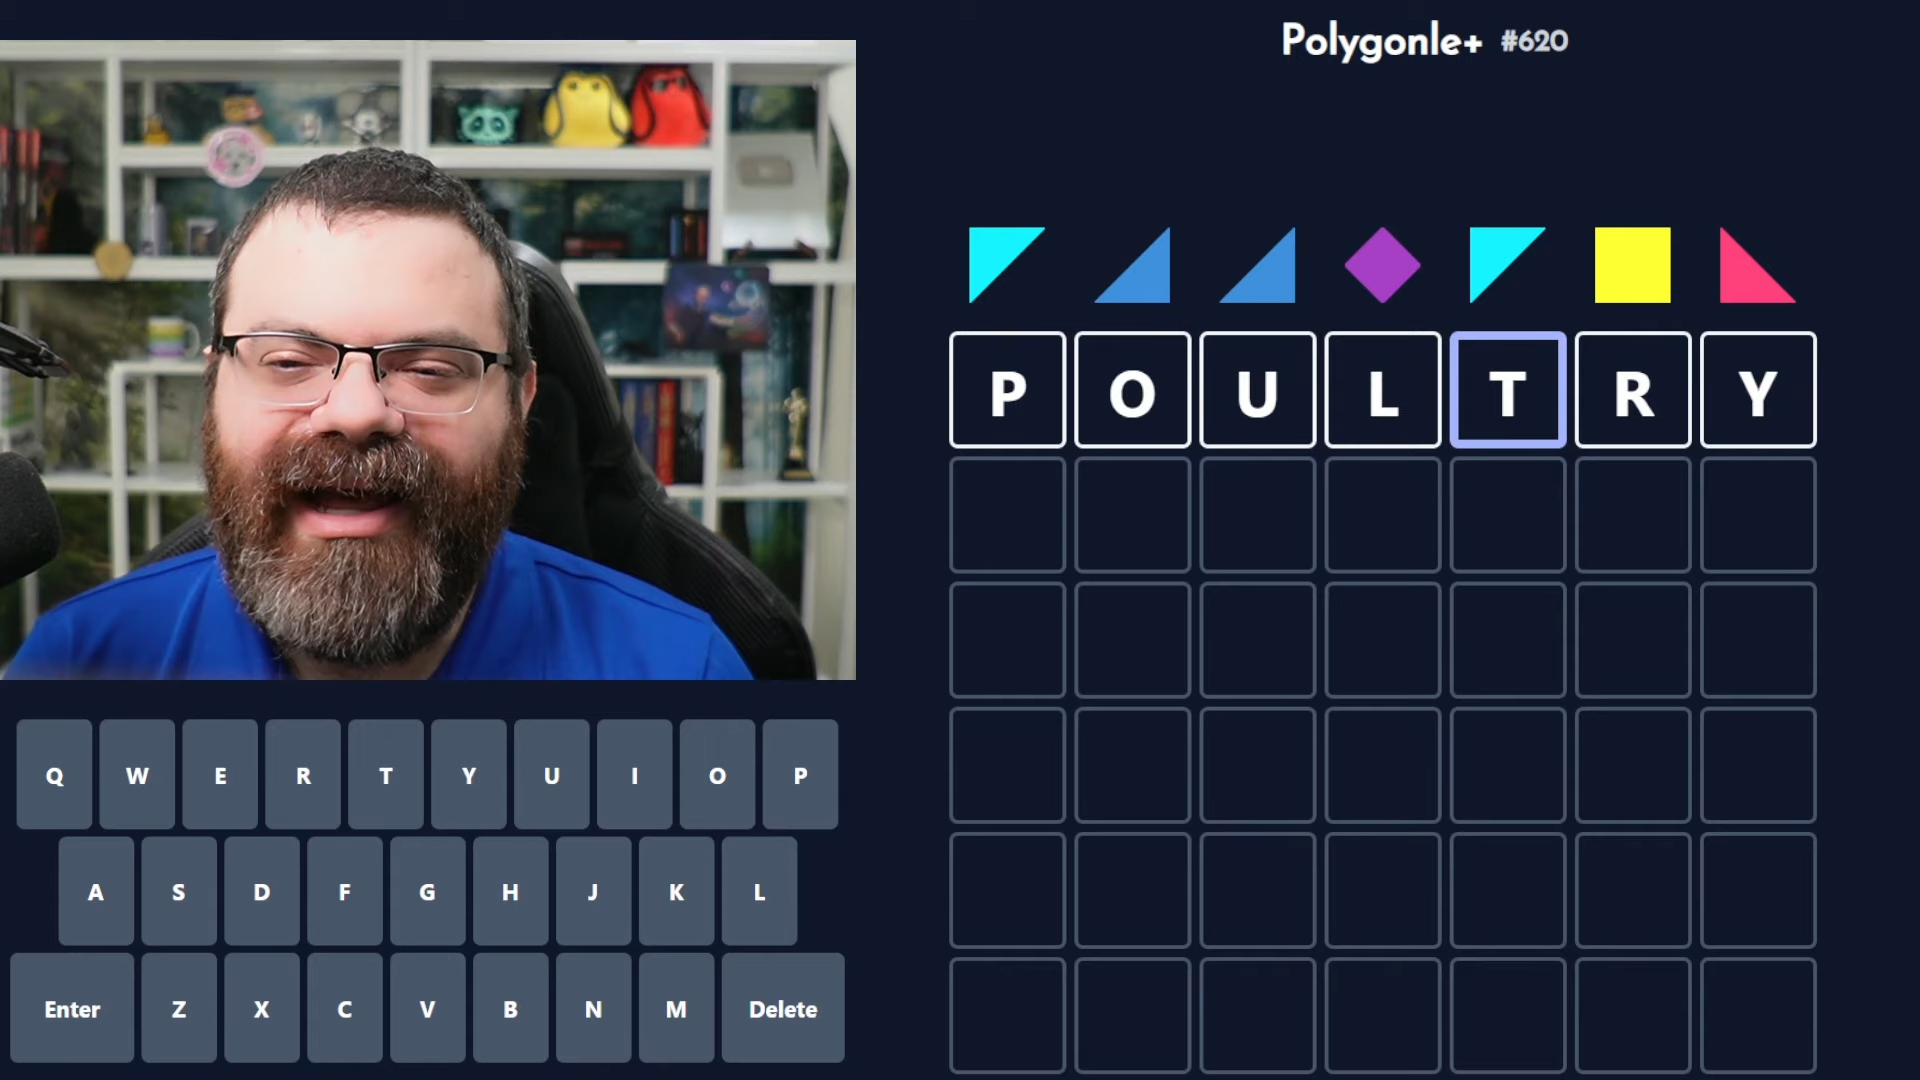 Polygonle+ #620
P O U L T R Y
Q W E R T Y U I O P
A S D F G H J K L
Enter Z X C V B N M Delete